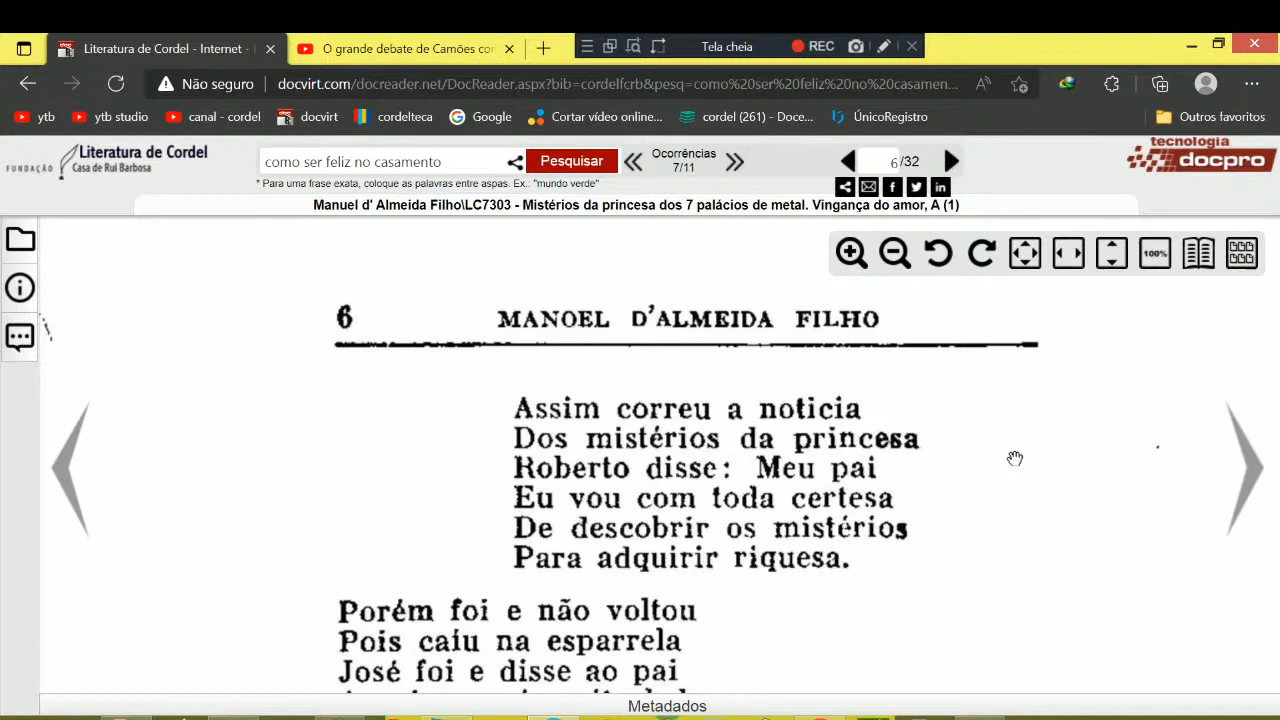 Literatura de Cordel - Internet -
O grande debate de Camões co
Tela cheia
REC
Não seguro
docvirt.com/docreader.net/DocReader.aspx?bib=cordelfcrb&pesq=como%20ser%20feliz%20no%20casamen...
ytb
ytb studio
canal - cordel
docvirt
cordelteca
Google
Cortar vídeo online...
cordel (261) - Doce...
ÚnicoRegistro
Outros favoritos
FUNDAÇÃO
Literatura de Cordel
Casa de Rui Barbosa
como ser feliz no casamento
Pesquisar
Ocorrências
7/11
6 /32
tecnologia
docpro
* Para uma frase exata, coloque as palavras entre aspas. Ex.: "mundo verde"
Manuel d' Almeida Filho\LC7303 - Mistérios da princesa dos 7 palácios de metal. Vingança do amor, A (1)
100%
6 MANOEL D'ALMEIDA FILHO
Assim correu a noticia
Dos mistérios da princesa
Roberto disse: Meu pai
Eu vou com toda certesa
De descobrir os mistérios
Para adquirir riquesa.
Porém foi e não voltou
Pois caiu na esparrela
José foi e disse ao pai
Metadados